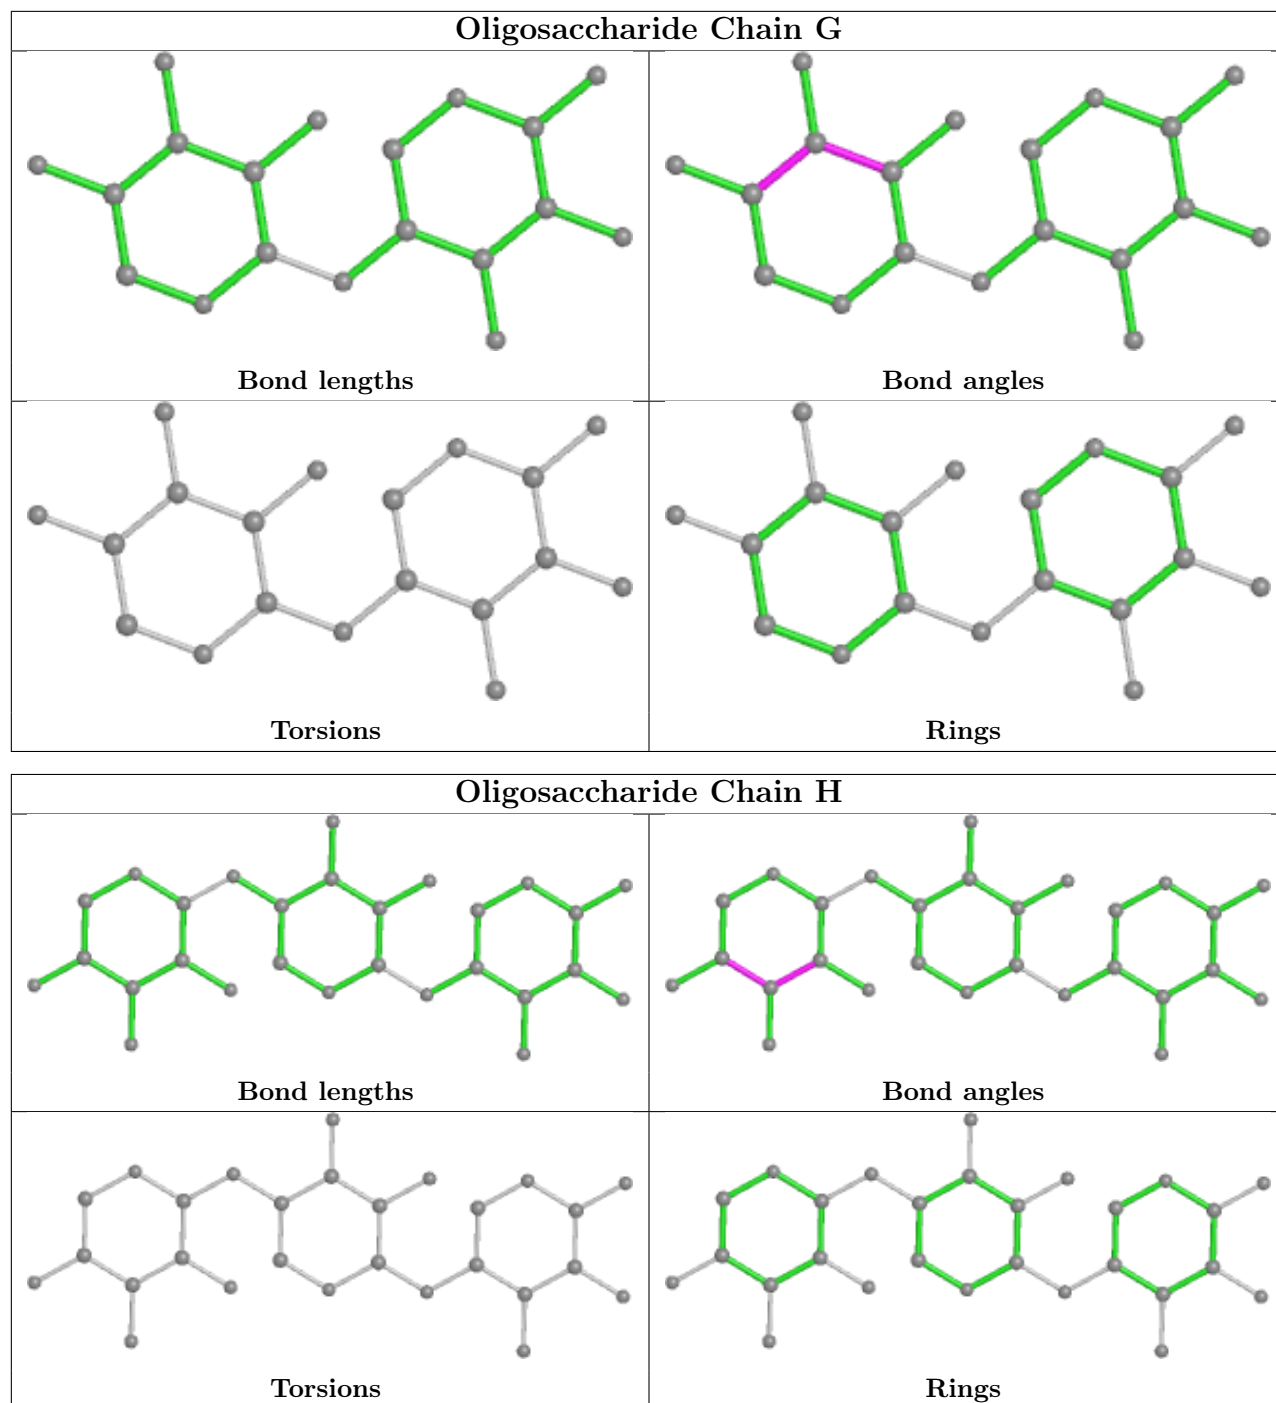 Oligosaccharide Chain G
Bond lengths
Bond angles
Torsions
Rings
Oligosaccharide Chain H
Bond lengths
Bond angles
Torsions
Rings